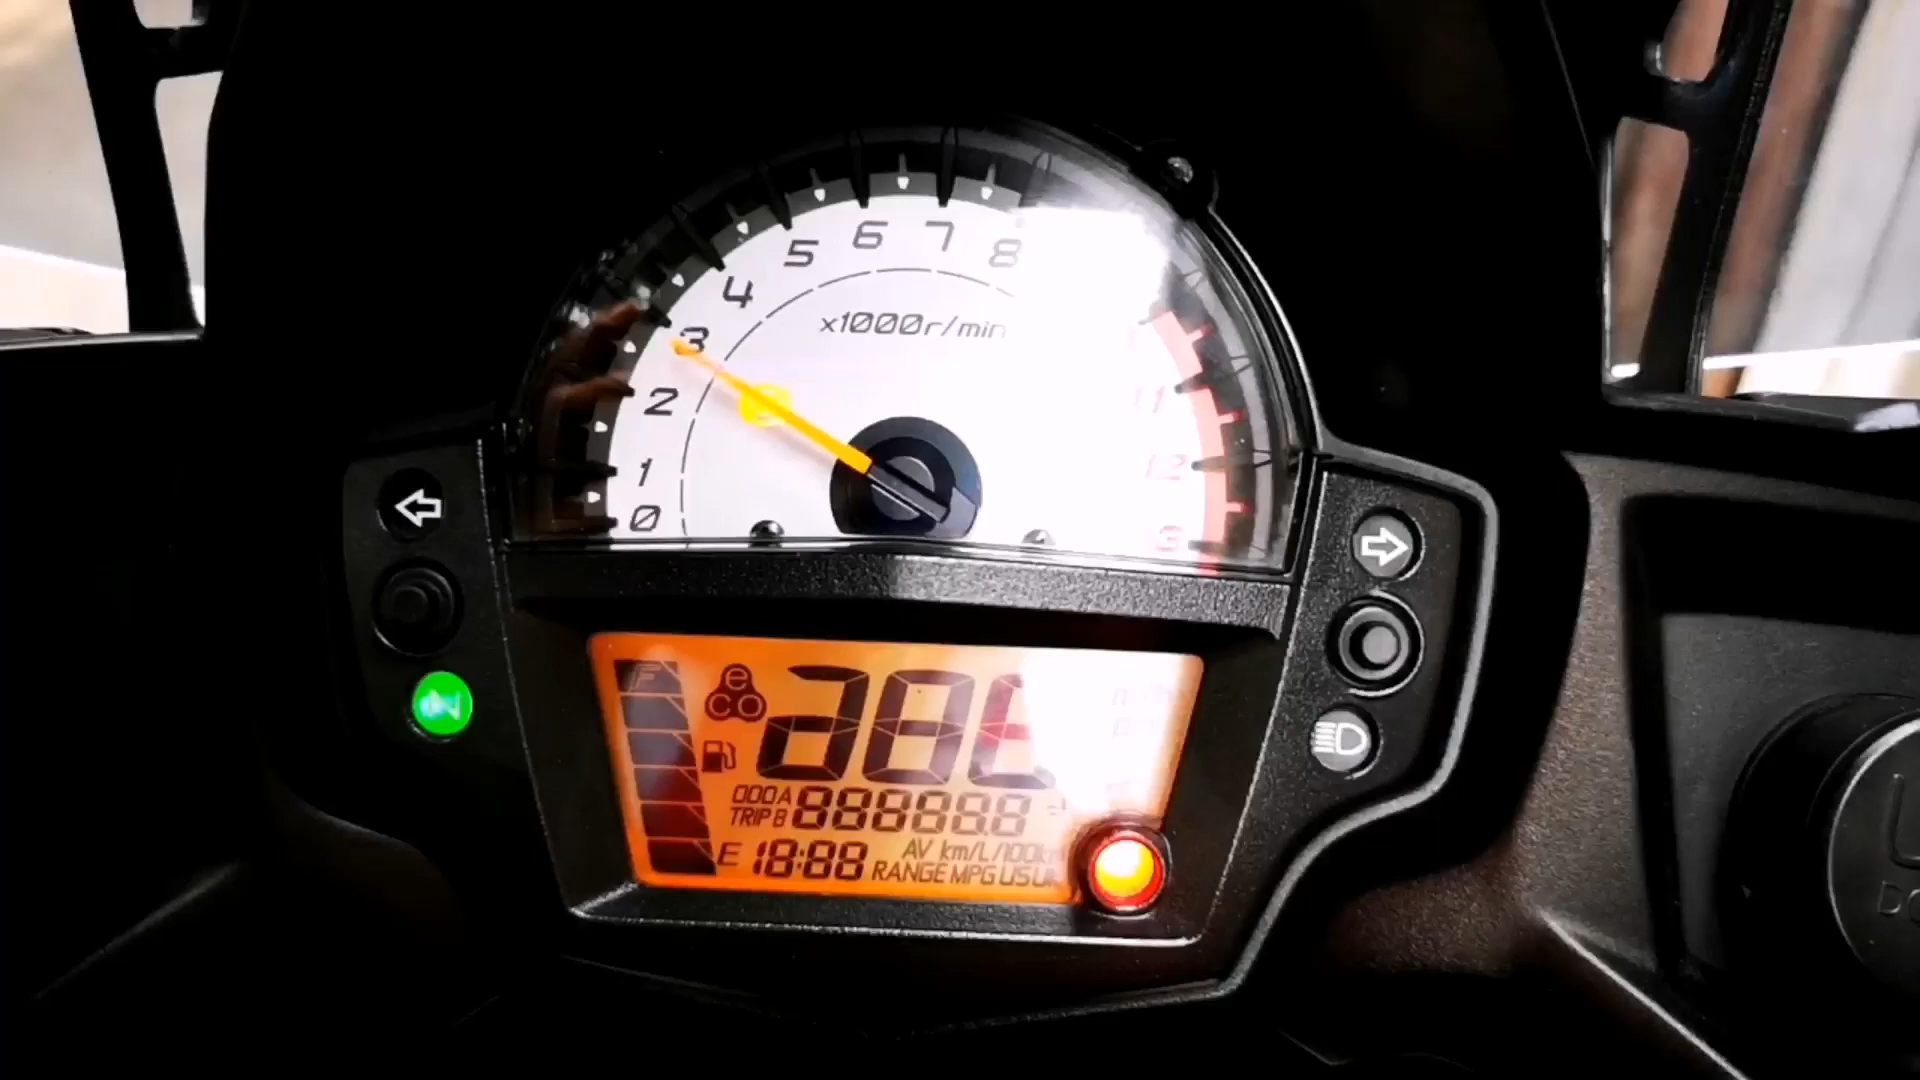 0
1
2
3
4
5
6
7
8
11
12
x1000r/min
F
eco
ODO A 888888
TRIP B
E 18:88
AV km/L/100k
RANGE MPG US